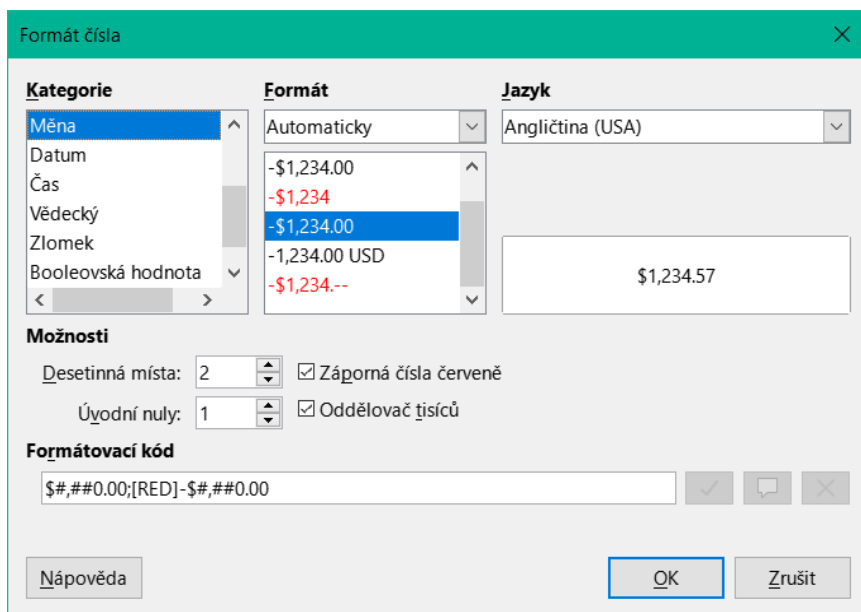 Formát čísla
Kategorie
Měna
Datum
Čas
Vědecký
Zlomek
Booleovská hodnota
Formát
Automaticky
-$1,234.00
-$1,234
-$1,234.00
-1,234.00 USD
-$1,234.--
Jazyk
Angličtina (USA)
$1,234.57
Možnosti
Desetinná místa: 2
Záporná čísla červeně
Úvodní nuly: 1
Oddělovač tisíců
Formátovací kód
$#,##0.00;[RED]-$#,##0.00
Nápověda
OK
Zrušit